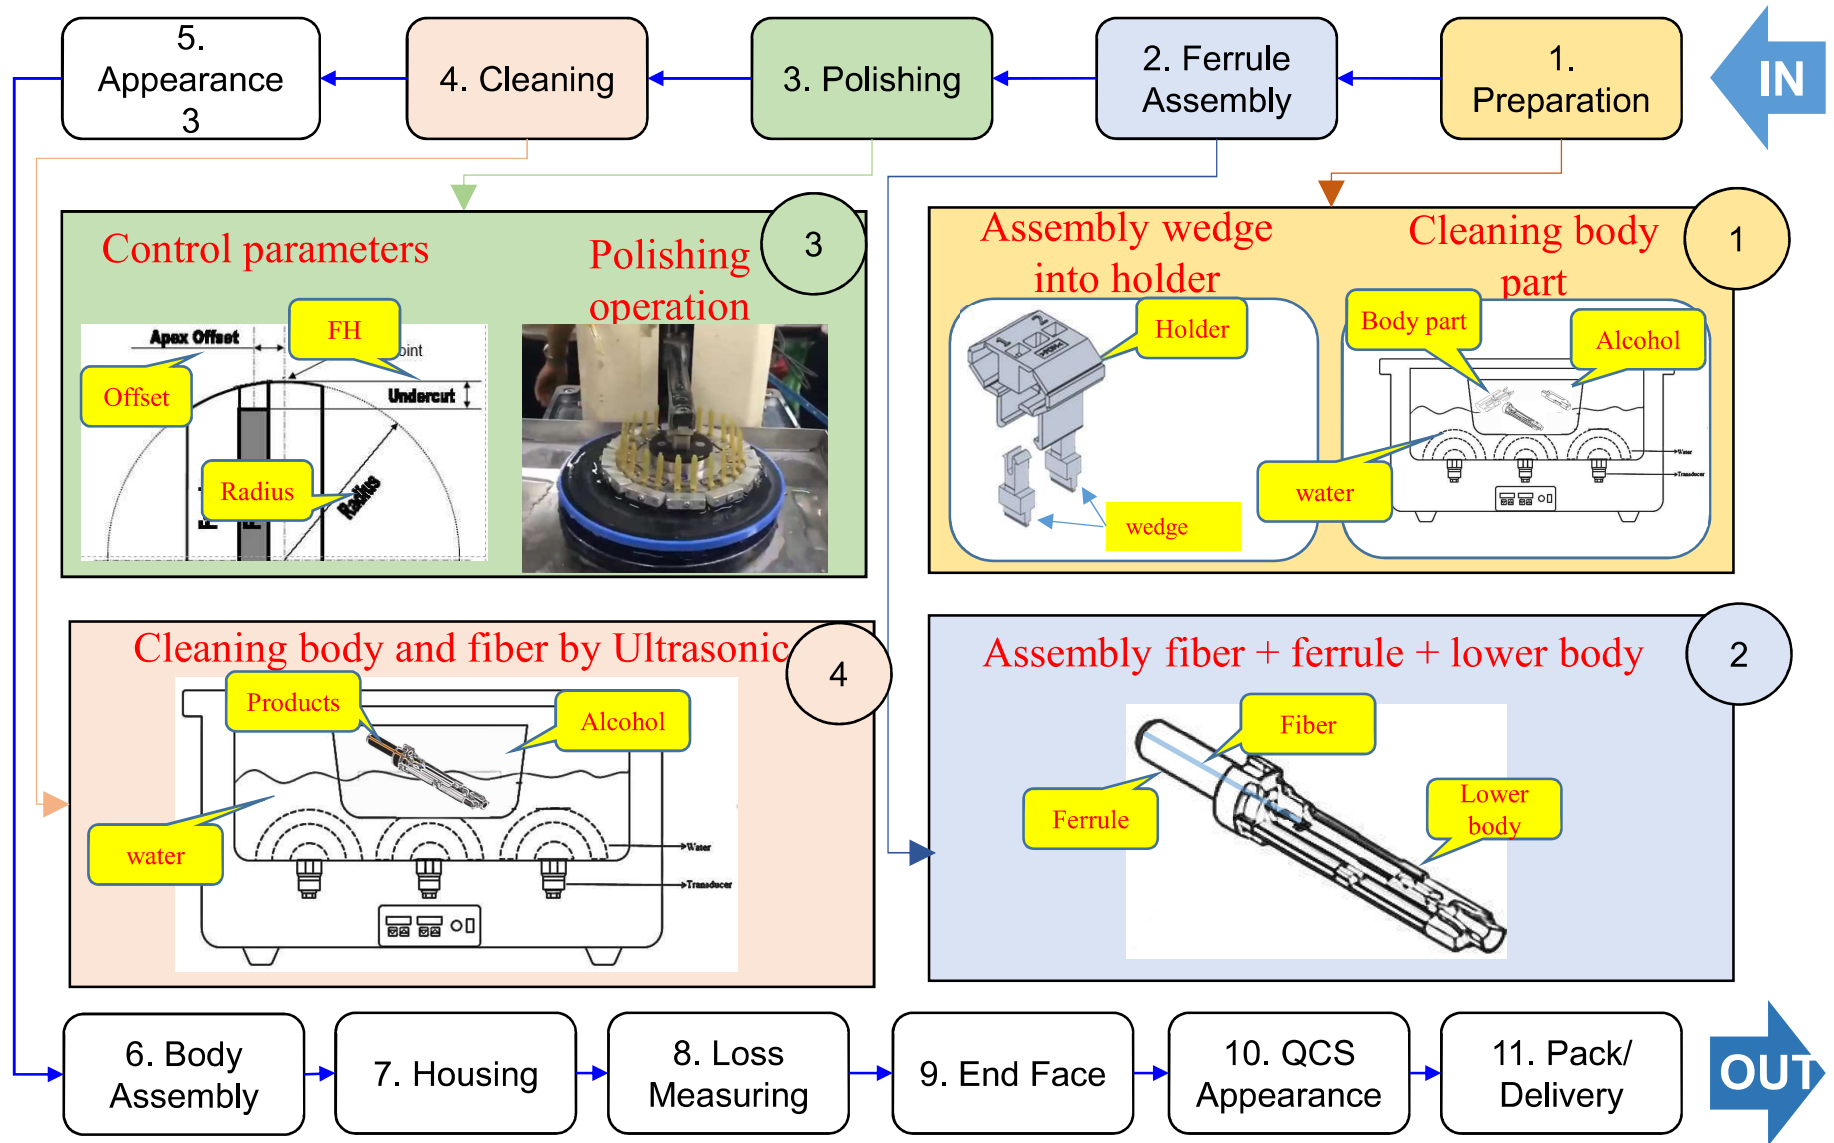 5.
Appearance
3
4. Cleaning
3. Polishing
2. Ferrule
Assembly
1.
Preparation
IN
Control parameters
Polishing
operation
3
Apex Offset
FH
oint
Offset
Undercut
Radius
Radius
F
F
Assembly wedge
into holder
Cleaning body
part
1
2
1
Holder
wedge
Body part
Alcohol
water
Water
Transducer
Cleaning body and fiber by Ultrasonic
4
Products
Alcohol
water
Water
Transducer
Assembly fiber + ferrule + lower body
2
Fiber
Ferrule
Lower
body
6. Body
Assembly
7. Housing
8. Loss
Measuring
9. End Face
10. QCS
Appearance
11. Pack/
Delivery
OUT